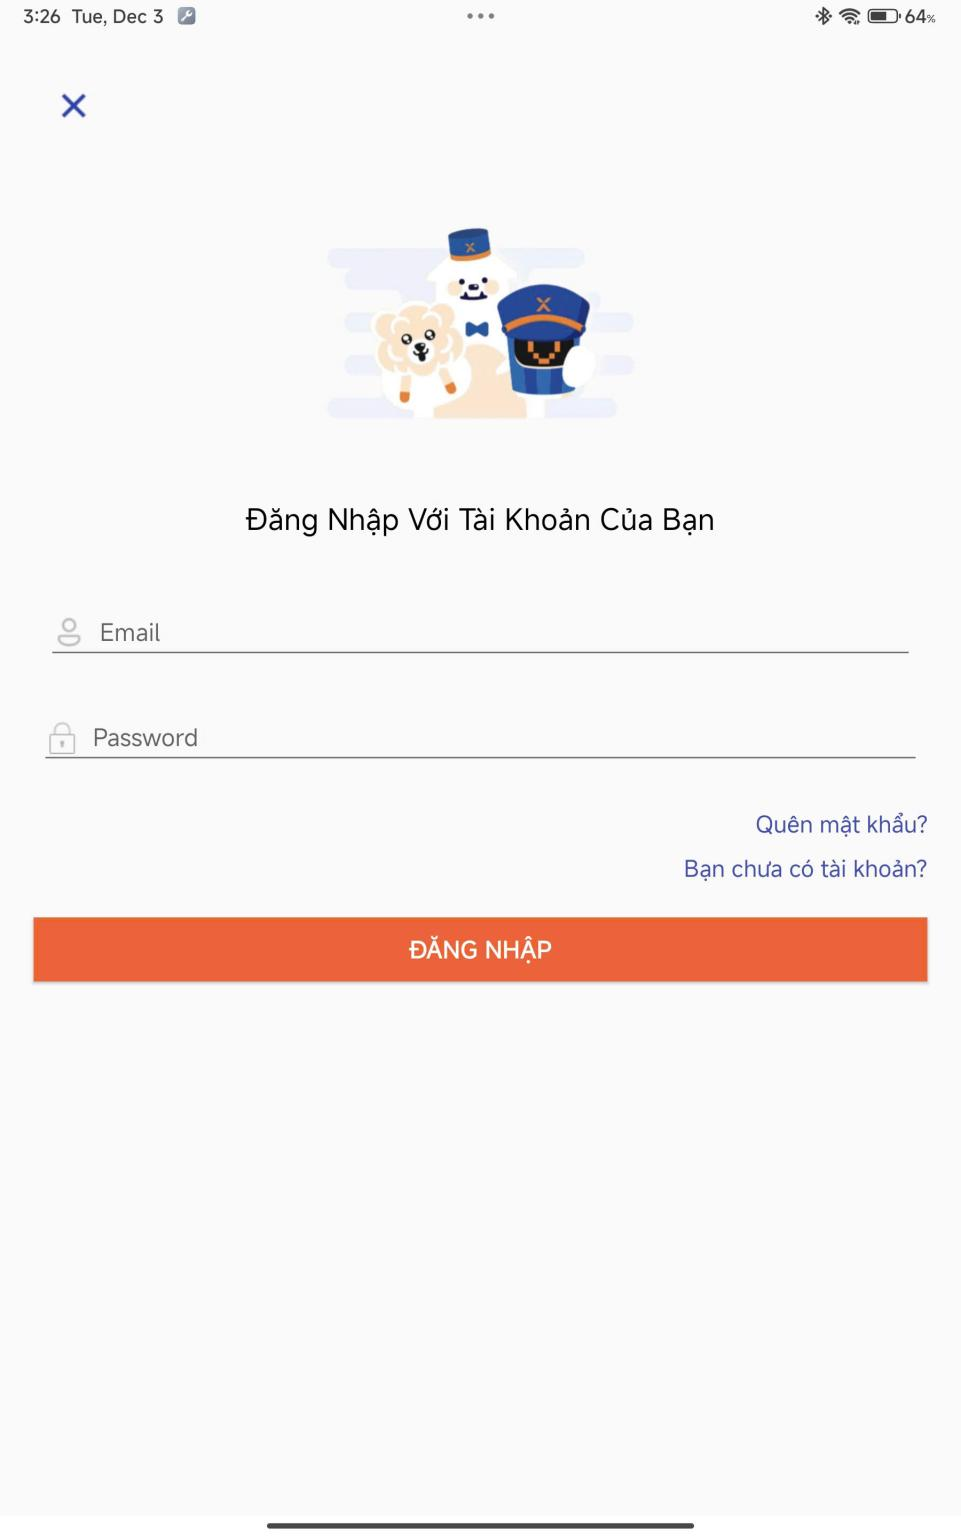 3:26 Tue, Dec 3
64%
X
X
Đăng Nhập Với Tài Khoản Của Bạn
Email
Password
Quên mật khẩu?
Bạn chưa có tài khoản?
ĐĂNG NHẬP